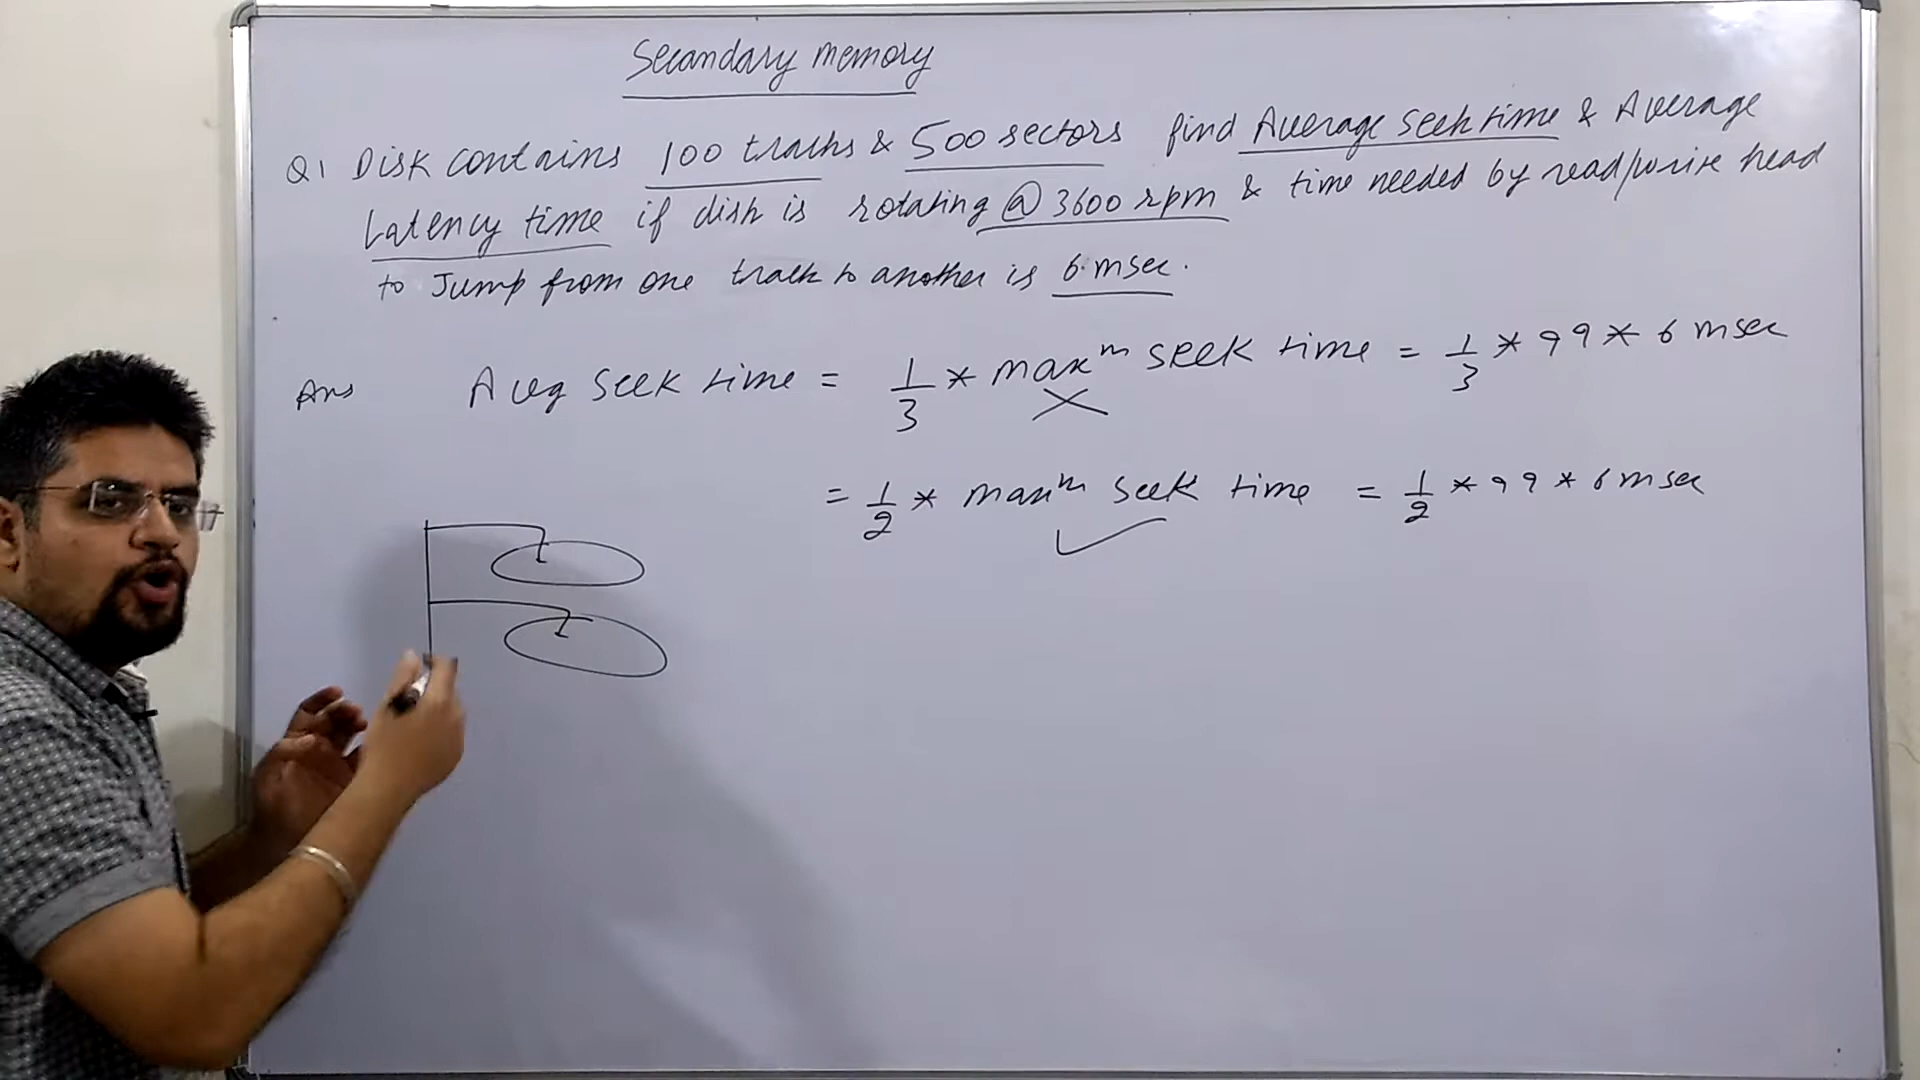 Secondary memory
Q1 Disk contains 100 tracks & 500 sectors find Average seek time & Average
Latency time if disk is rotating @ 3600 rpm & time needed by read/write head
to Jump from one track to another is 6 msec.
Ans Avg seek time = 1/3 * maxᵐ seek time = 1/3 * 99 * 6 msec
= 1/2 * maxᵐ seek time = 1/2 * 99 * 6 msec